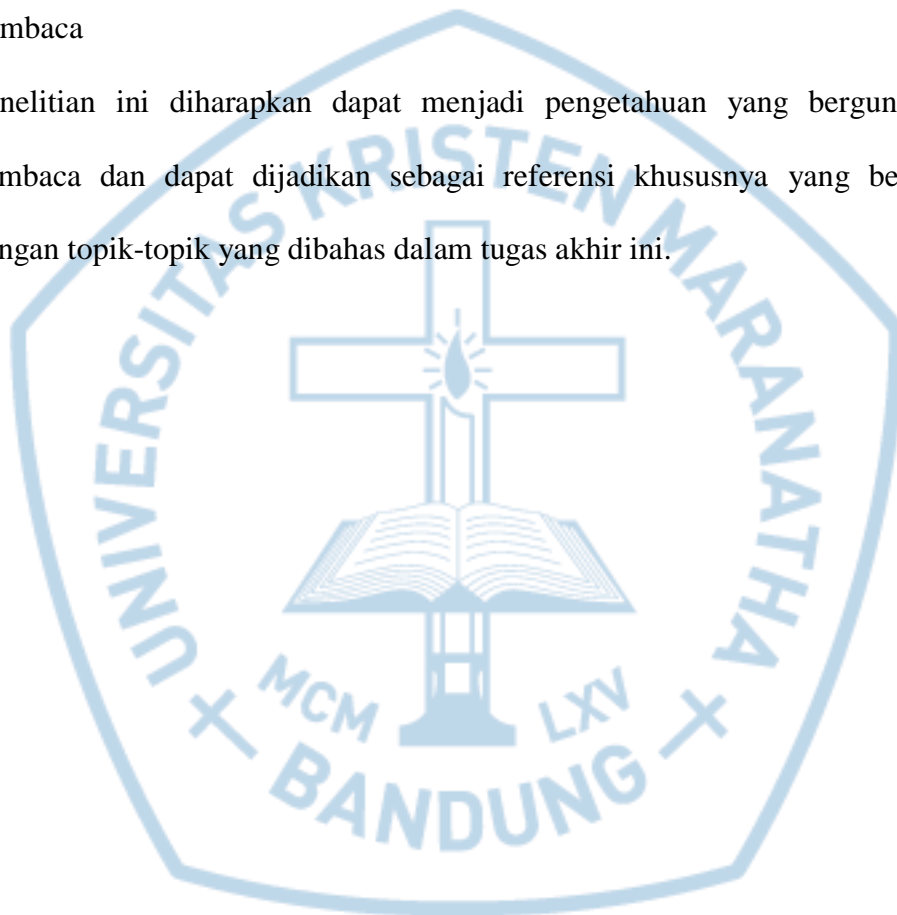 mbaca
nelitian ini diharapkan dapat menjadi pengetahuan yang bergun
mbaca dan dapat dijadikan sebagai referensi khususnya yang be
ngan topik-topik yang dibahas dalam tugas akhir ini.
UNIVERSITAS KRISTEN MARANATHA
MCM LXV
BANDUNG